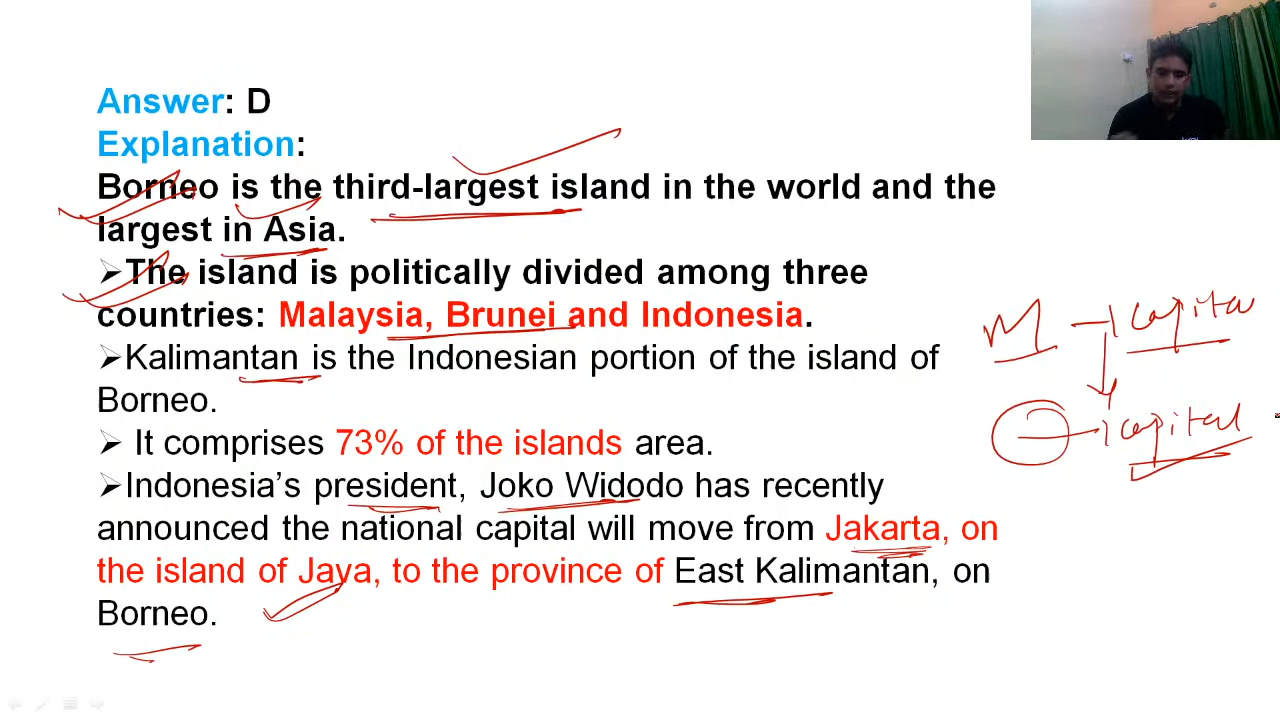 Answer: D
Explanation:
Borneo is the third-largest island in the world and the
largest in Asia.
➢The island is politically divided among three
countries: Malaysia, Brunei and Indonesia.
➢Kalimantan is the Indonesian portion of the island of
Borneo.
➢ It comprises 73% of the islands area.
➢Indonesia's president, Joko Widodo has recently
announced the national capital will move from Jakarta, on
the island of Java, to the province of East Kalimantan, on
Borneo.
M
capital
capital